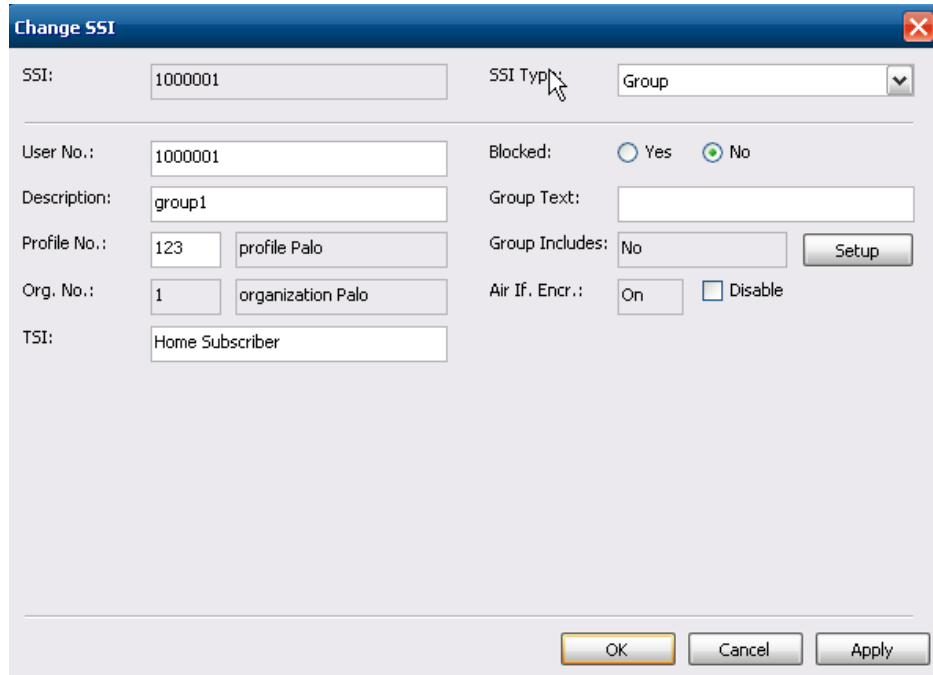 Change SSI
SSI: 1000001 SSI Type: Group
User No.: 1000001 Blocked: Yes No
Description: group1 Group Text:
Profile No.: 123 profile Palo Group Includes: No Setup
Org. No.: 1 organization Palo Air If. Encr.: On Disable
TSI: Home Subscriber
OK Cancel Apply